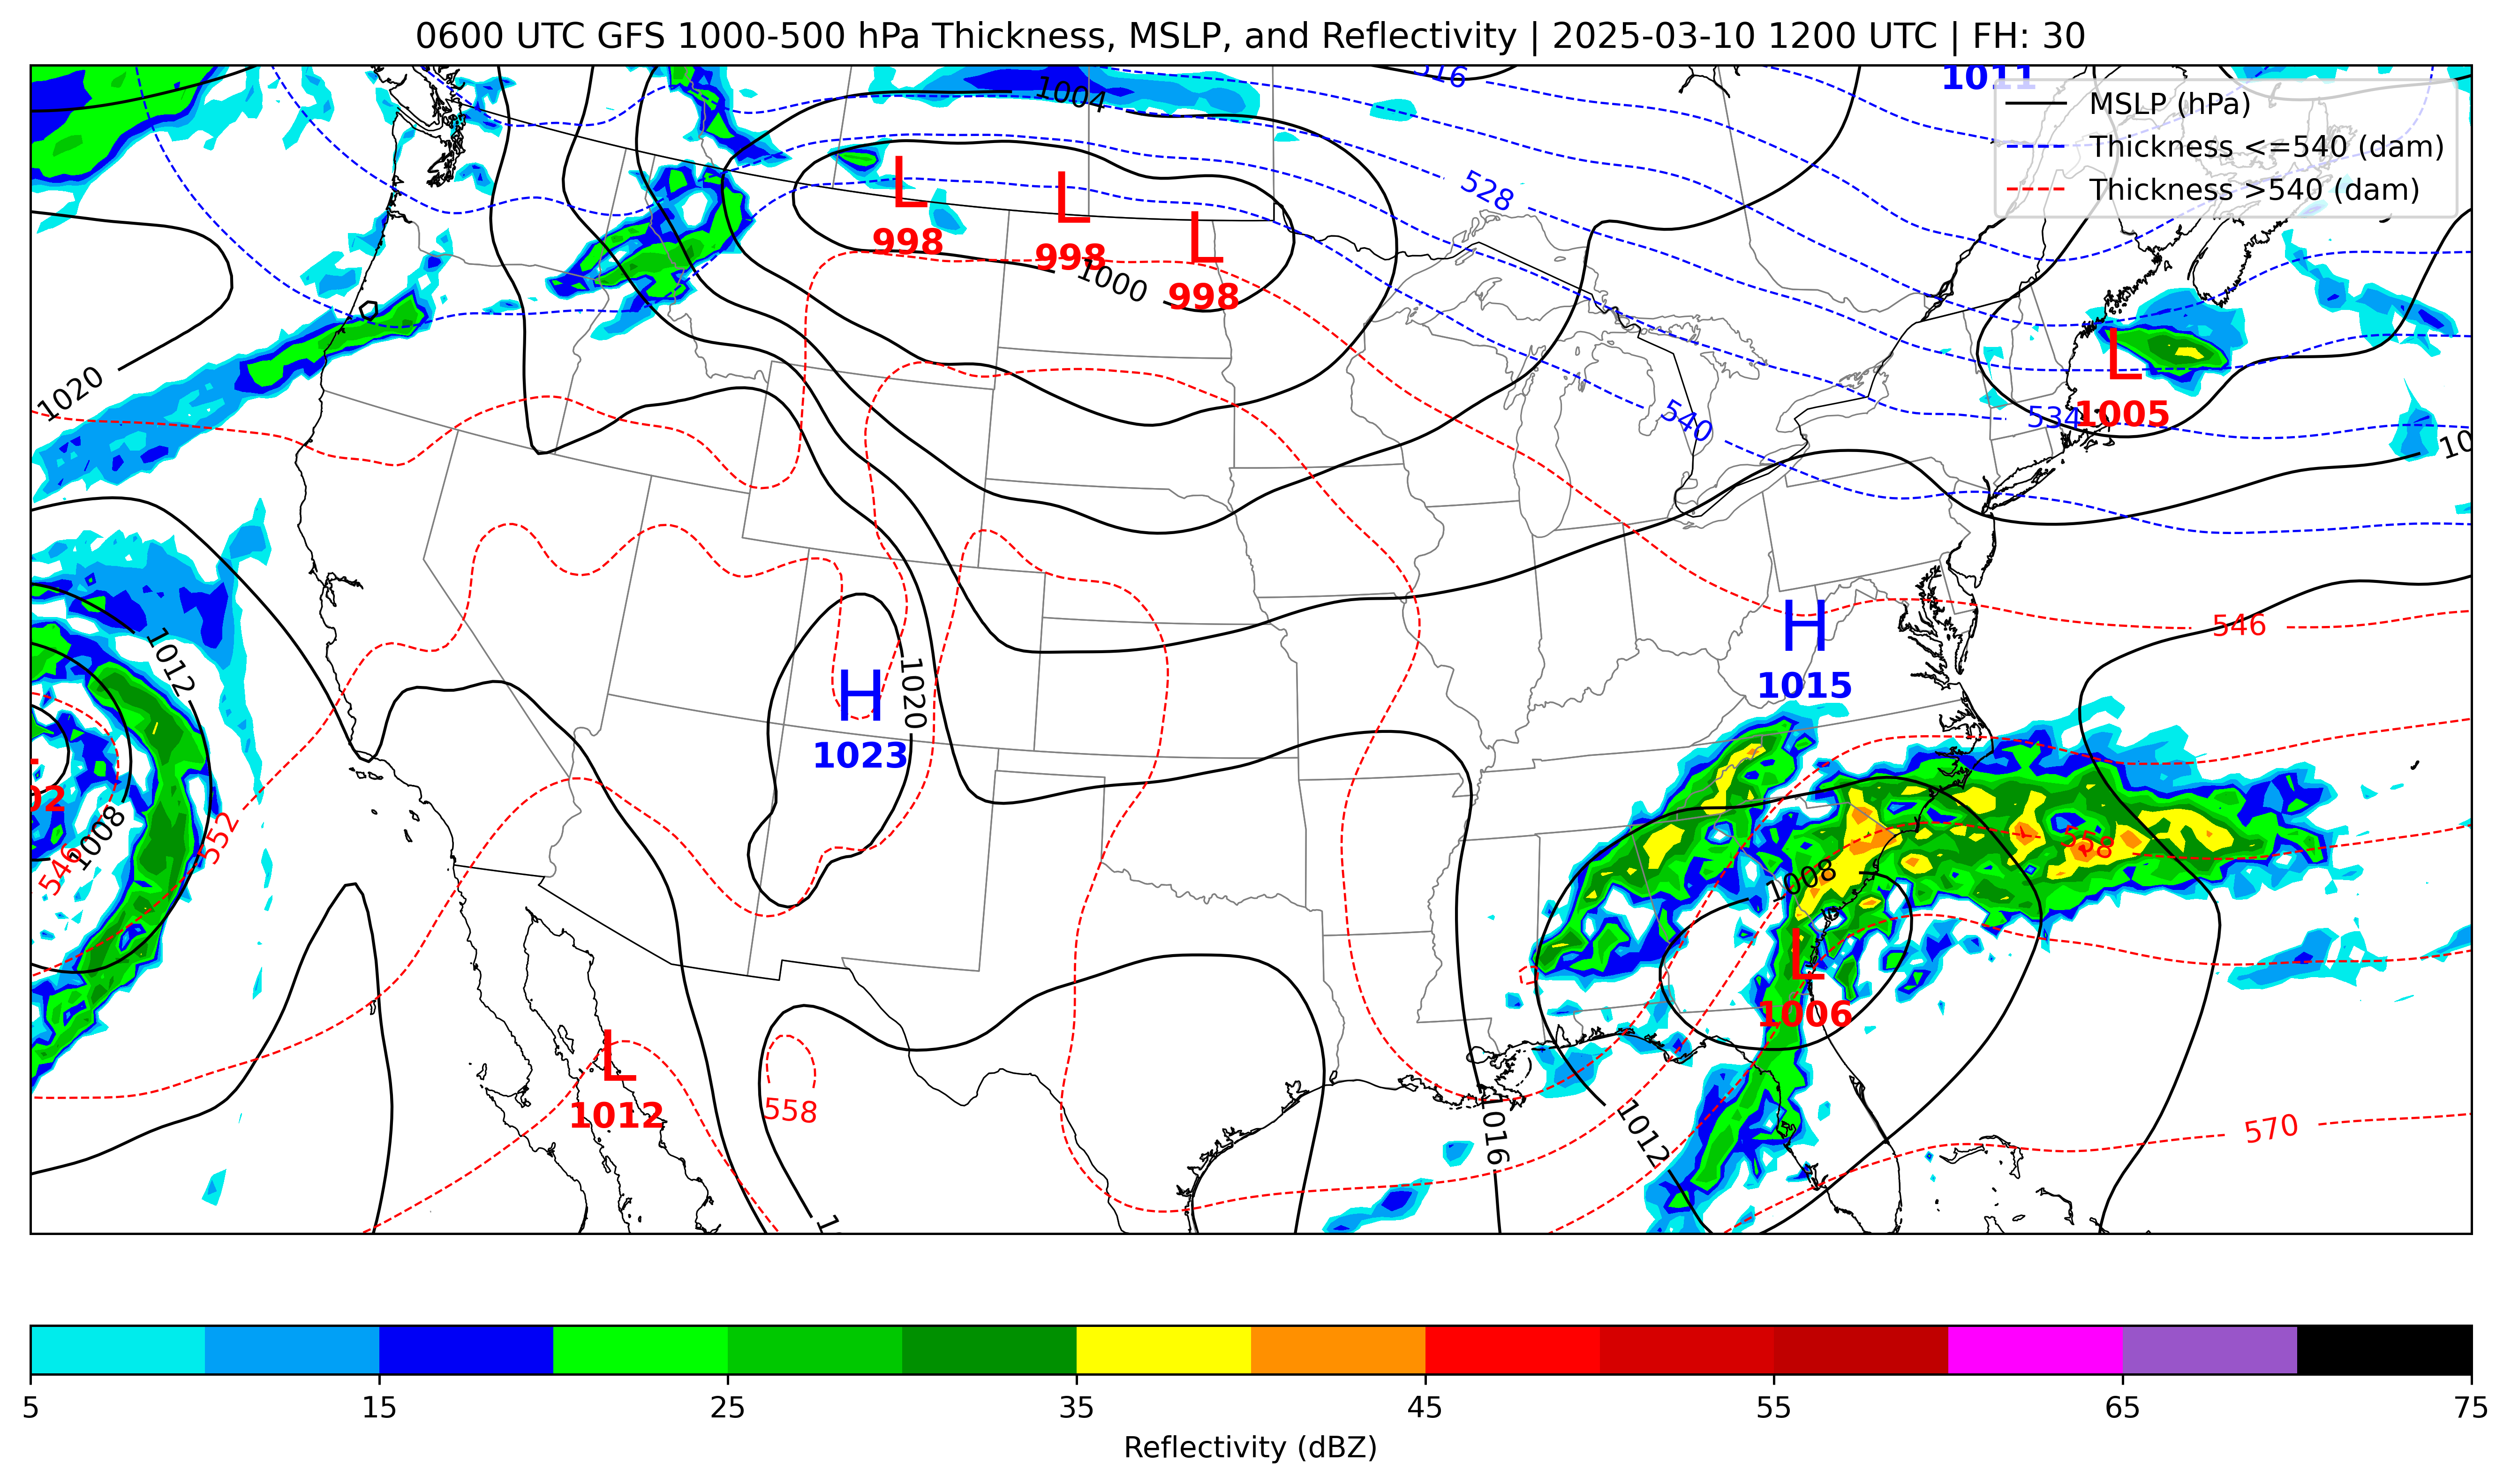 0600 UTC GFS 1000-500 hPa Thickness, MSLP, and Reflectivity | 2025-03-10 1200 UTC | FH: 30
1011
MSLP (hPa)
Thickness <=540 (dam)
Thickness >540 (dam)
516
1004
528
L
998
L
998
L
998
1000
1020
L
1005
534
540
10
1012
H
1015
546
H
1023
1020
02
1008
552
546
558
1008
L
1006
L
1012
558
1016
1012
570
1
5 15 25 35 45 55 65 75
Reflectivity (dBZ)